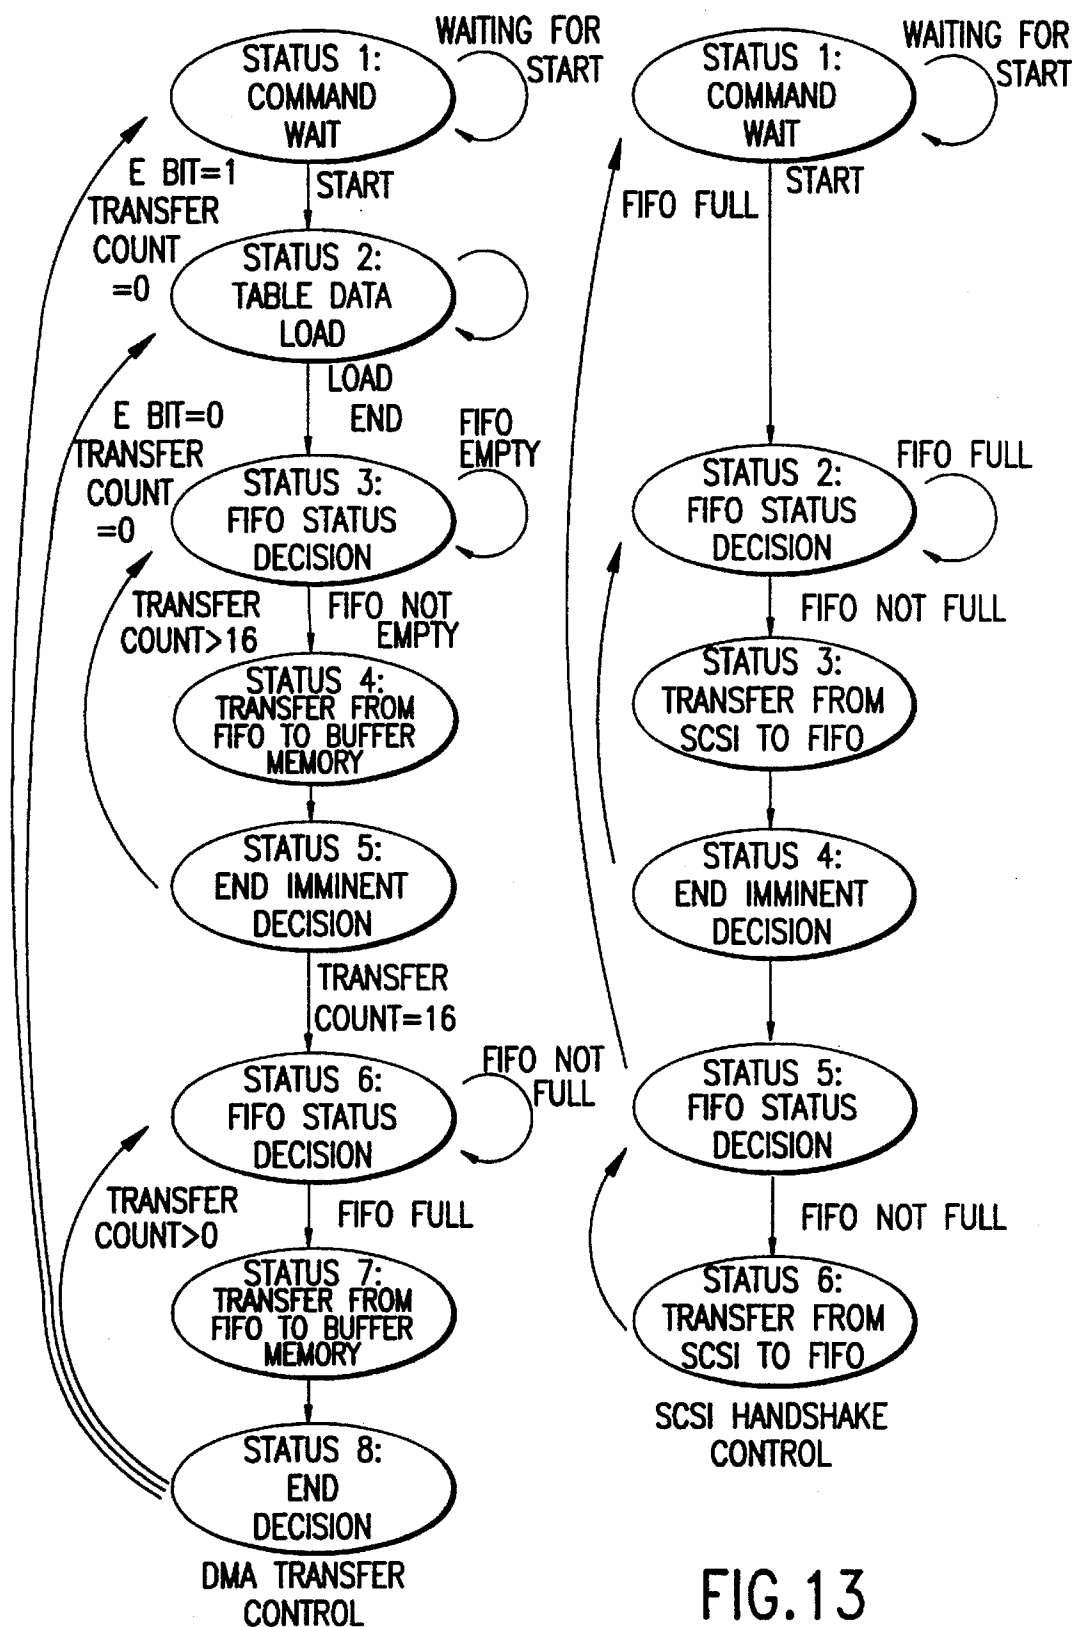 WAITING FOR
START
STATUS 1:
COMMAND
WAIT
E BIT=1
TRANSFER
COUNT
=0
START
STATUS 2:
TABLE DATA
LOAD
LOAD
END
E BIT=0
TRANSFER
COUNT
=0
FIFO
EMPTY
STATUS 3:
FIFO STATUS
DECISION
TRANSFER
COUNT>16
FIFO NOT
EMPTY
STATUS 4:
TRANSFER FROM
FIFO TO BUFFER
MEMORY
STATUS 5:
END IMMINENT
DECISION
TRANSFER
COUNT=16
FIFO NOT
FULL
STATUS 6:
FIFO STATUS
DECISION
TRANSFER
COUNT>0
FIFO FULL
STATUS 7:
TRANSFER FROM
FIFO TO BUFFER
MEMORY
STATUS 8:
END
DECISION
DMA TRANSFER
CONTROL
WAITING FOR
START
STATUS 1:
COMMAND
WAIT
START
FIFO FULL
FIFO FULL
STATUS 2:
FIFO STATUS
DECISION
FIFO NOT FULL
STATUS 3:
TRANSFER FROM
SCSI TO FIFO
STATUS 4:
END IMMINENT
DECISION
STATUS 5:
FIFO STATUS
DECISION
FIFO NOT FULL
STATUS 6:
TRANSFER FROM
SCSI TO FIFO
SCSI HANDSHAKE
CONTROL
FIG.13